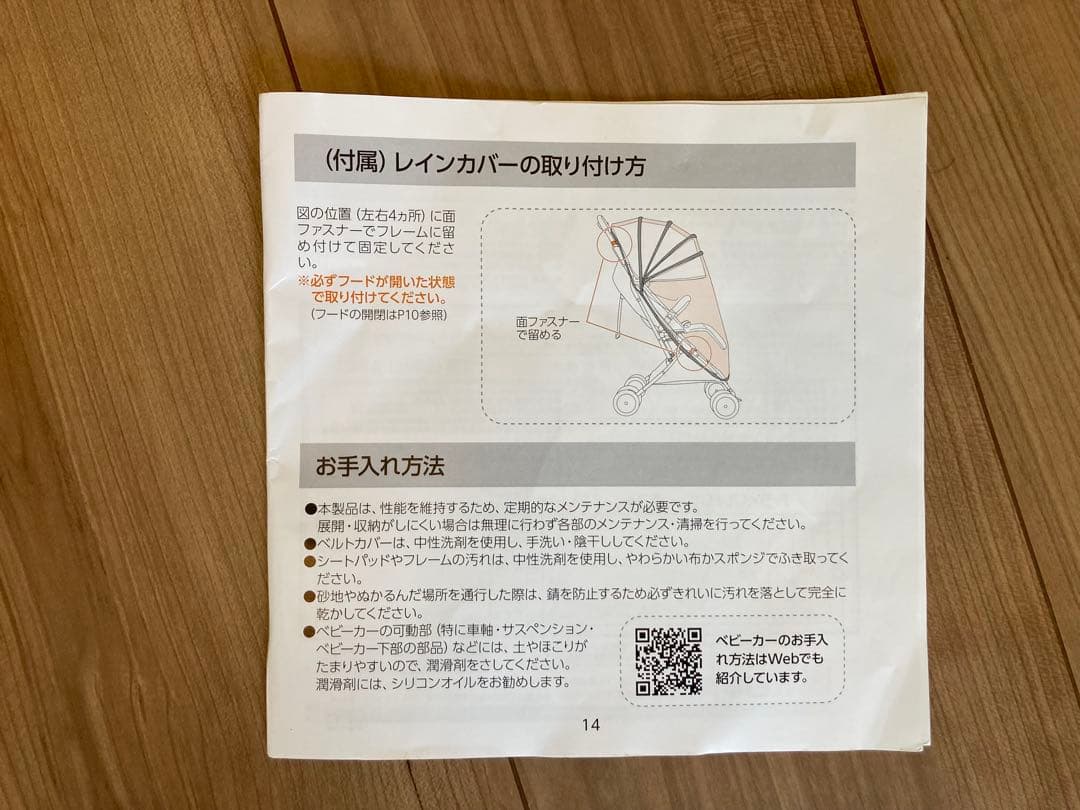 （付属）レインカバーの取り付け方
図の位置（左右4ヵ所）に面
ファスナーでフレームに留
め付けて固定してくださ
い。
※必ずフードが開いた状態
で取り付けてください。
（フードの開閉はP10参照）
面ファスナー
で留める
お手入れ方法
●本製品は、性能を維持するため、定期的なメンテナンスが必要です。
展開・収納がしにくい場合は無理に行わず各部のメンテナンス・清掃を行ってください。
●ベルトカバーは、中性洗剤を使用し、手洗い・陰干ししてください。
●シートパッドやフレームの汚れは、中性洗剤を使用し、やわらかい布かスポンジでふき取ってく
ださい。
●砂地やぬかるんだ場所を通行した際は、錆を防止するため必ずきれいに汚れを落として完全に
乾かしてください。
●ベビーカーの可動部（特に車軸・サスペンション・
ベビーカー下部の部品）などには、土やほこりが
たまりやすいので、潤滑剤をさしてください。
潤滑剤には、シリコンオイルをお勧めします。
ベビーカーのお手入
れ方法はWebでも
紹介しています。
14